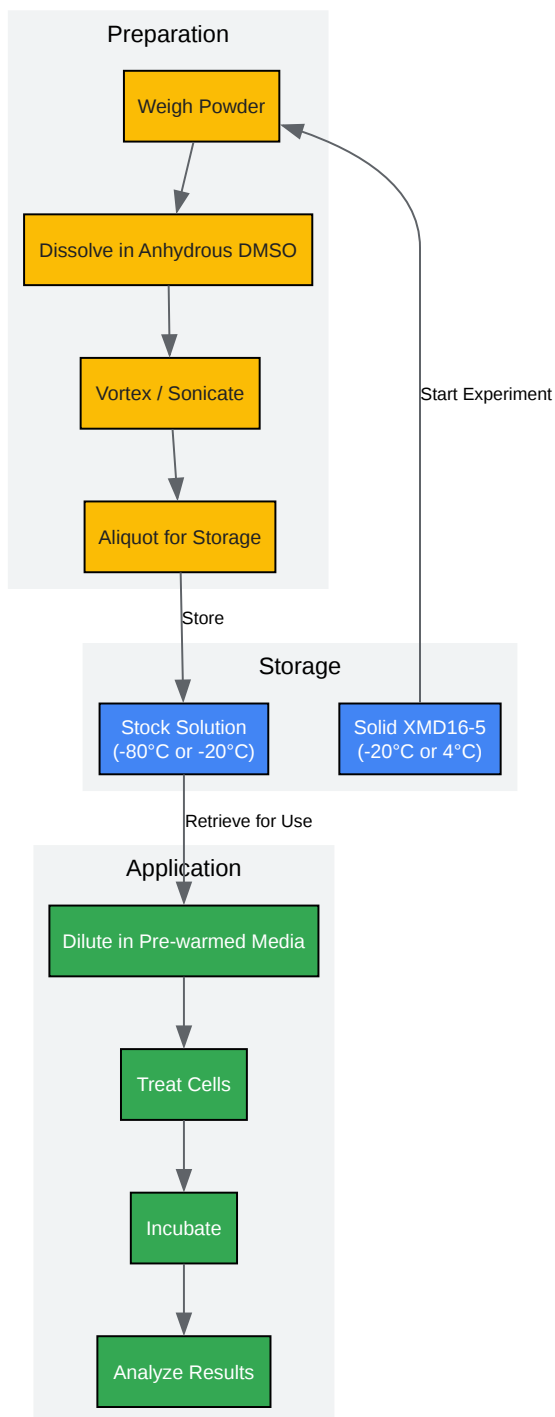 Preparation
Weigh Powder
Dissolve in Anhydrous DMSO
Vortex / Sonicate
Start Experiment
Aliquot for Storage
Store
Storage
Stock Solution
(-80°C or -20°C)
Solid XMD16-5
(-20°C or 4°C)
Retrieve for Use
Application
Dilute in Pre-warmed Media
Treat Cells
Incubate
Analyze Results